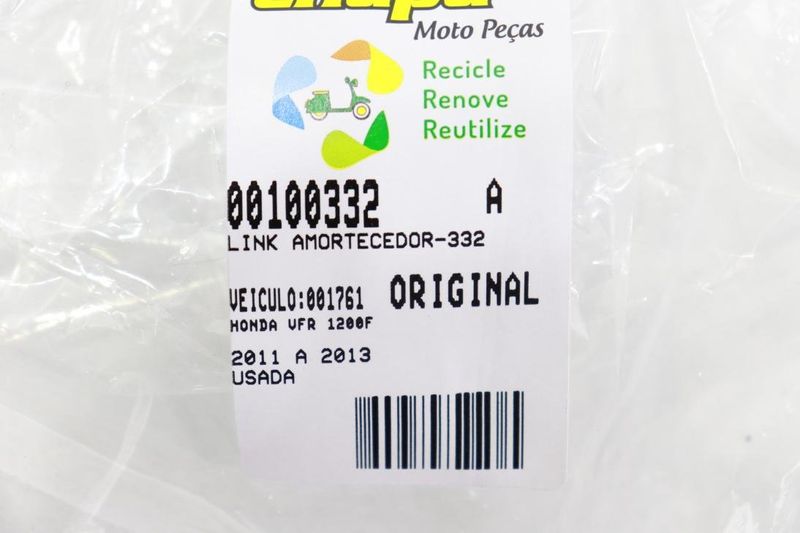 Moto Peças
Recicle
Renove
Reutilize
00100332 A
LINK AMORTECEDOR-332
VEICULO:001761 ORIGINAL
HONDA VFR 1200F
2011 A 2013
USADA